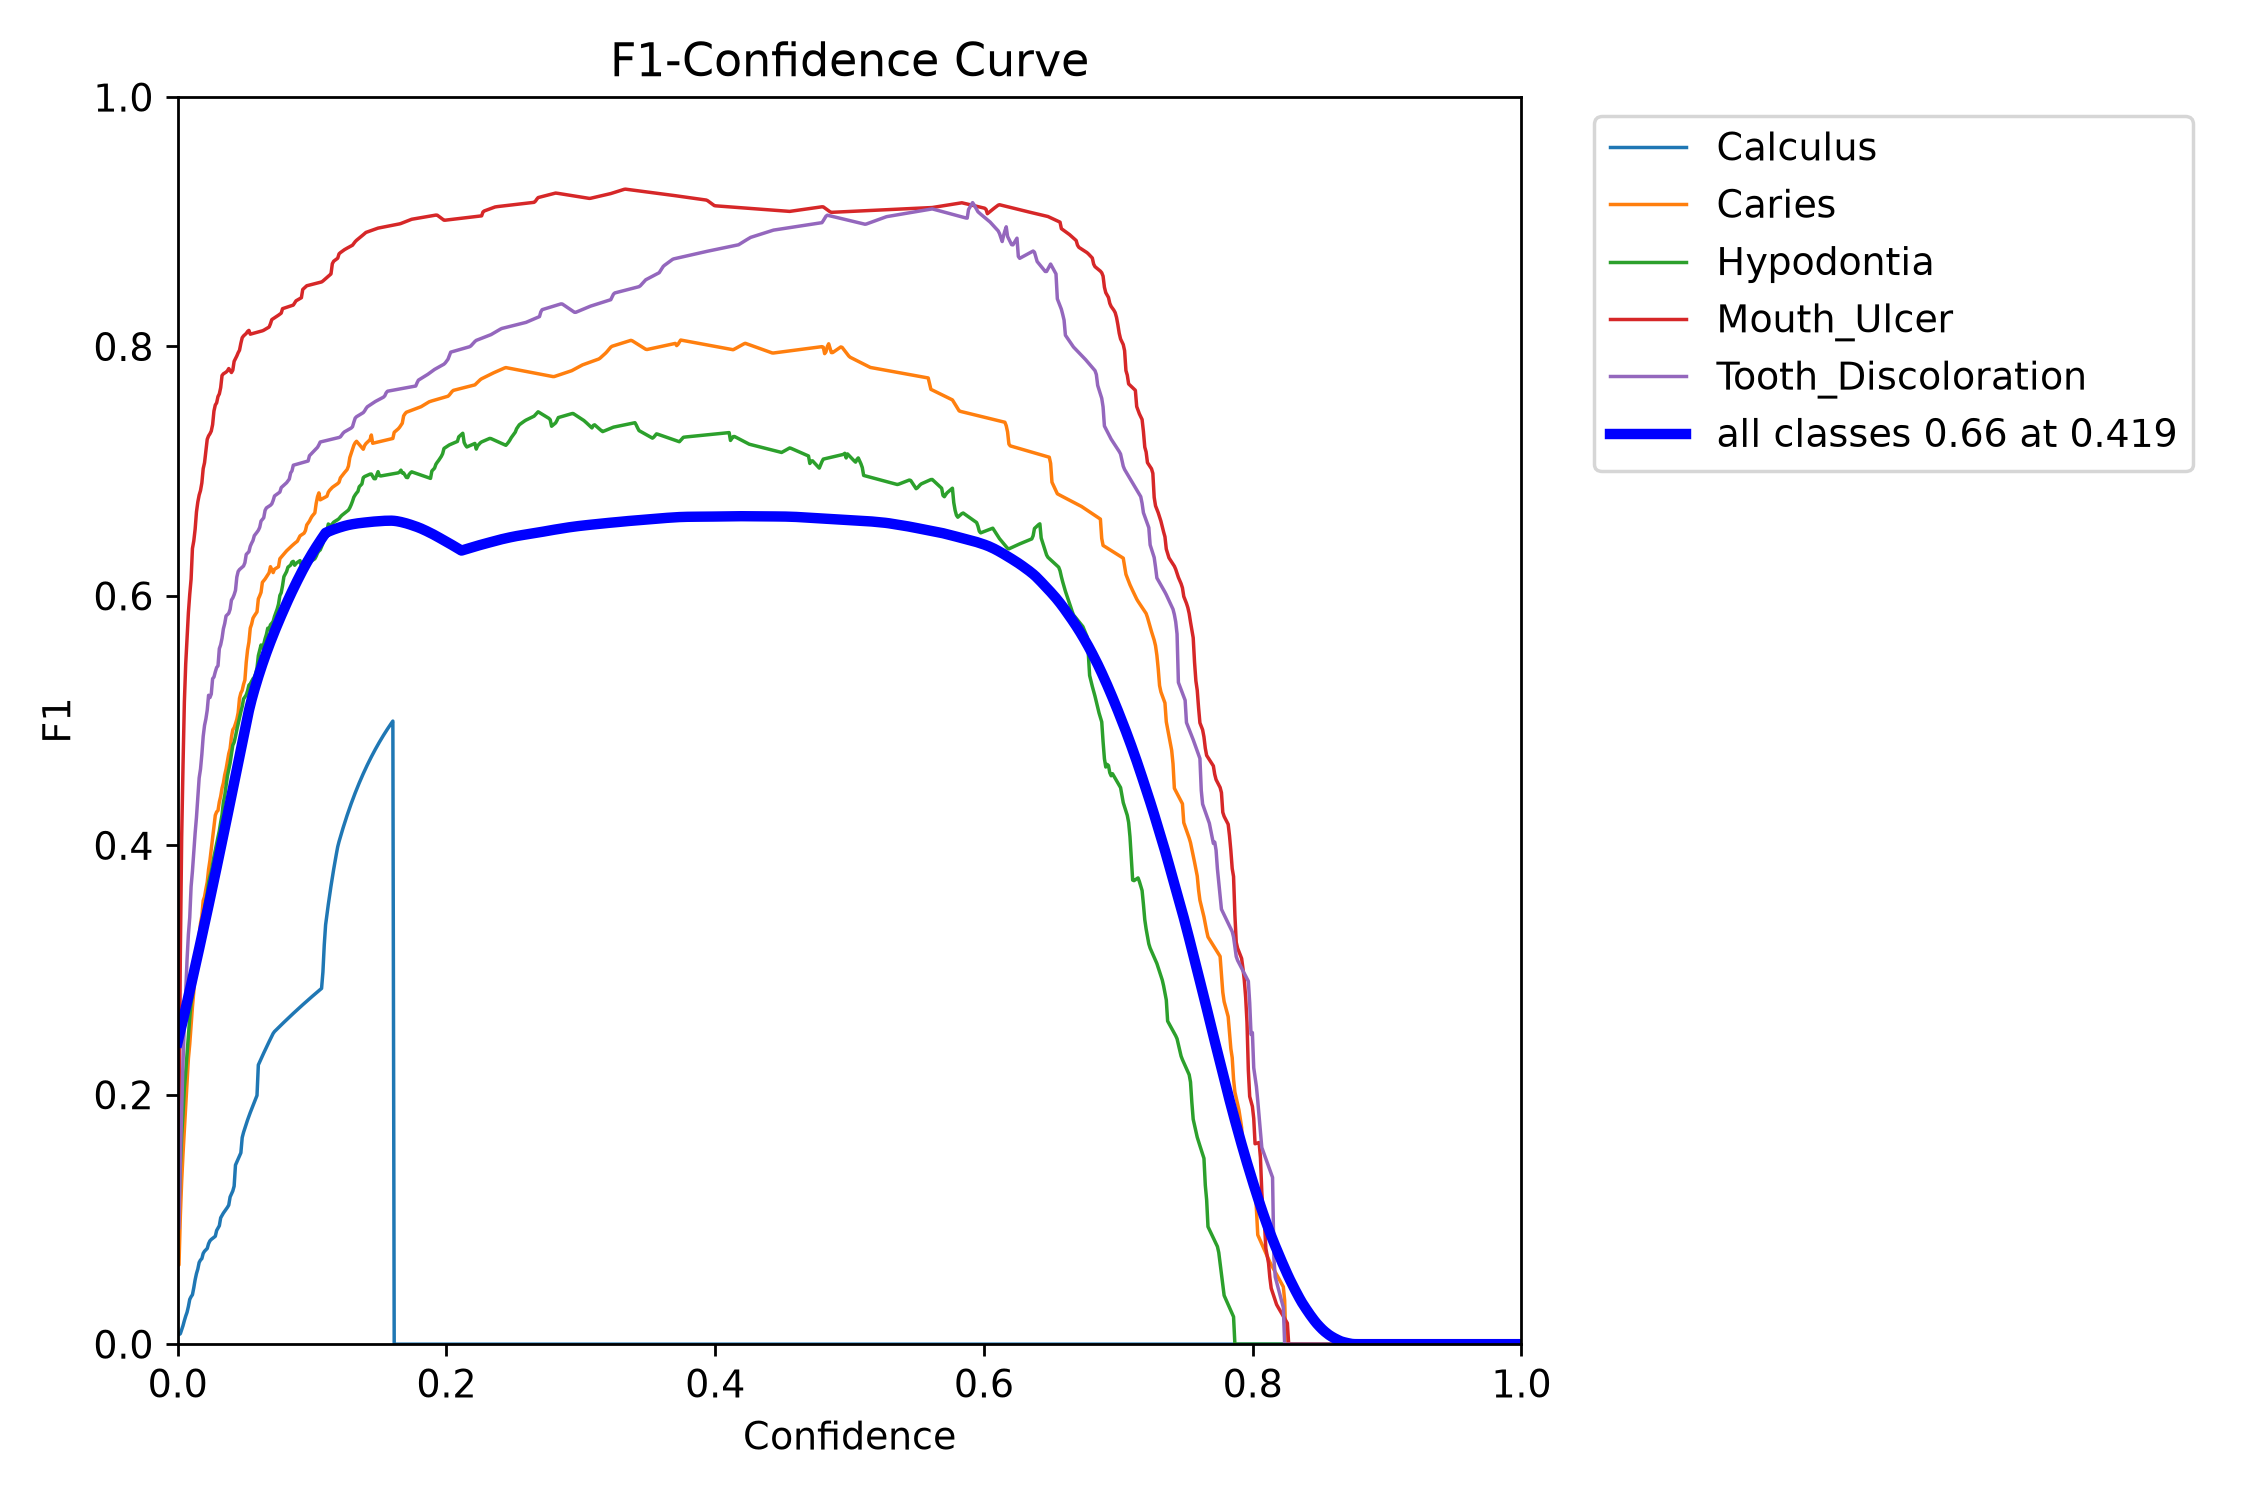 F1-Confidence Curve
1.0
0.8
0.6
0.4
0.2
0.0
F1
0.0 0.2 0.4 0.6 0.8 1.0
Confidence
Calculus
Caries
Hypodontia
Mouth_Ulcer
Tooth_Discoloration
all classes 0.66 at 0.419